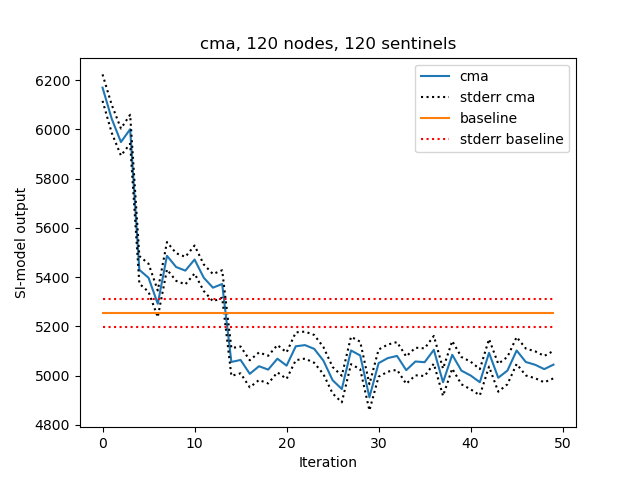 cma, 120 nodes, 120 sentinels
cma
stderr cma
baseline
stderr baseline
SI-model output
6200
6000
5800
5600
5400
5200
5000
4800
0 10 20 30 40 50
Iteration